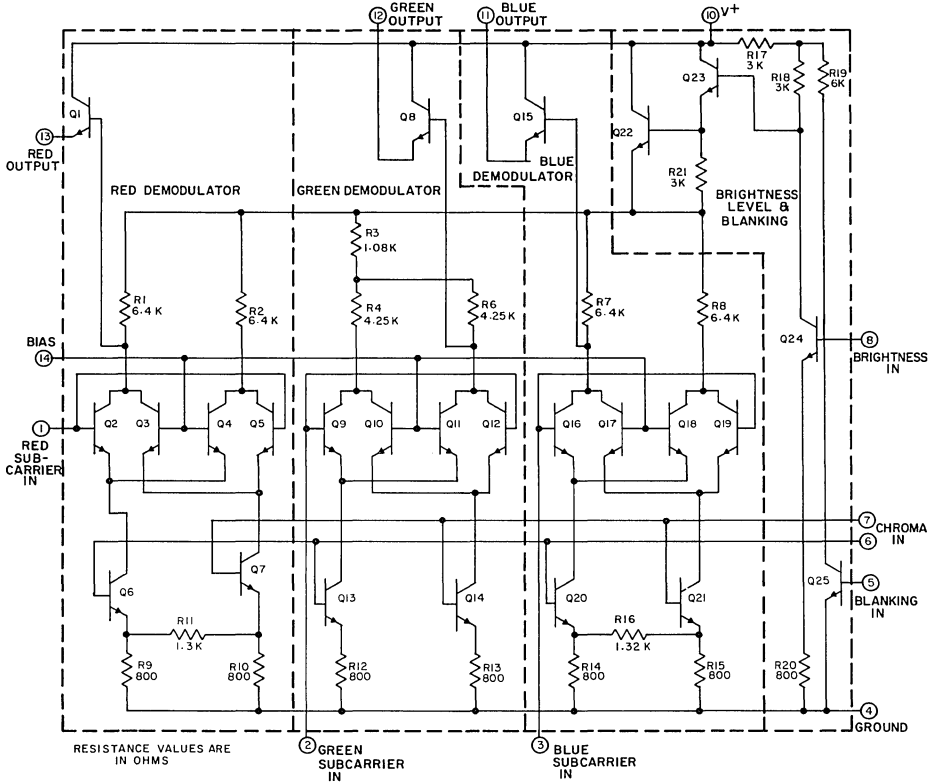 12 GREEN OUTPUT
11 BLUE OUTPUT
10 V+
R17 3K
R18 3K
R19 6K
Q23
Q1
Q8
Q15
Q22
13 RED OUTPUT
R21 3K
BLUE DEMODULATOR
RED DEMODULATOR
GREEN DEMODULATOR
BRIGHTNESS LEVEL & BLANKING
R3 1.08K
R1 6.4K
R2 6.4K
R4 4.25K
R6 4.25K
R7 6.4K
R8 6.4K
BIAS 14
Q24
8 BRIGHTNESS IN
1 RED SUB-CARRIER IN
Q2 Q3 Q4 Q5 Q9 Q10 Q11 Q12 Q16 Q17 Q18 Q19
7 CHROMA IN
6
Q6
Q7
Q13
Q14
Q20
Q21
Q25
5 BLANKING IN
R11 1.3K
R16 1.32K
R9 800
R10 800
R12 800
R13 800
R14 800
R15 800
R20 800
4 GROUND
RESISTANCE VALUES ARE IN OHMS
2 GREEN SUBCARRIER IN
3 BLUE SUBCARRIER IN